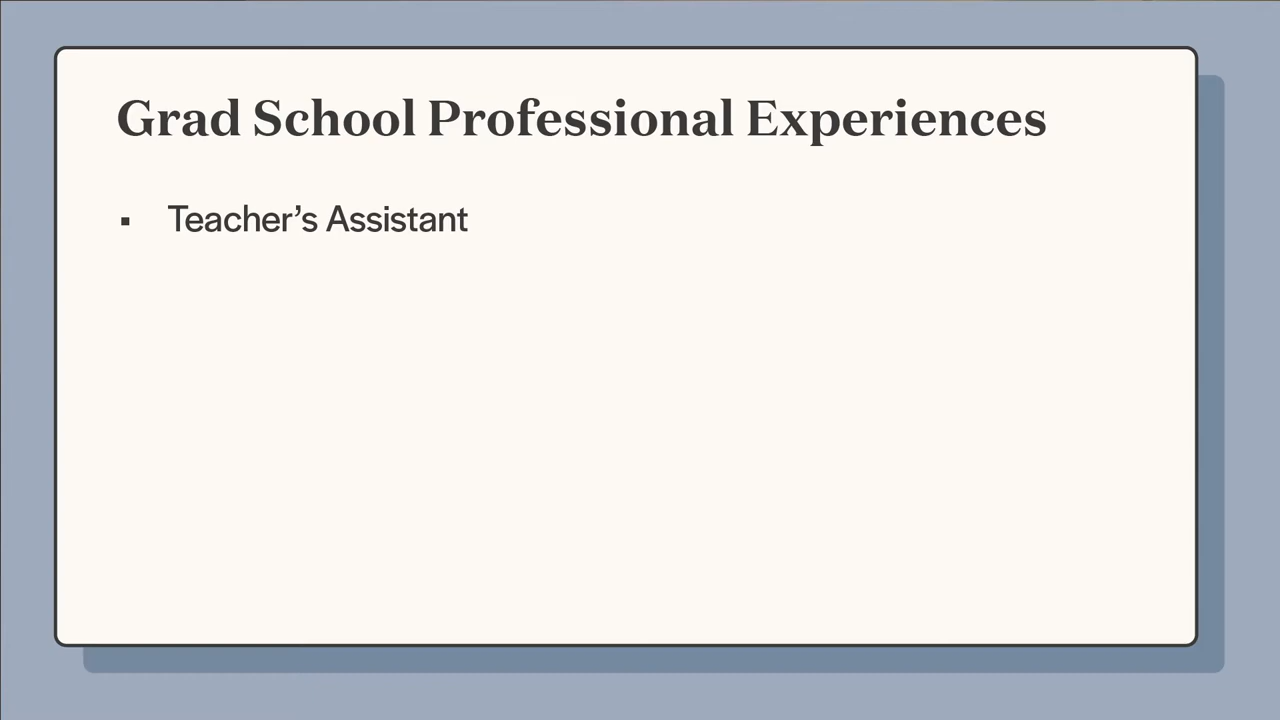 Grad School Professional Experiences
▪ Teacher’s Assistant